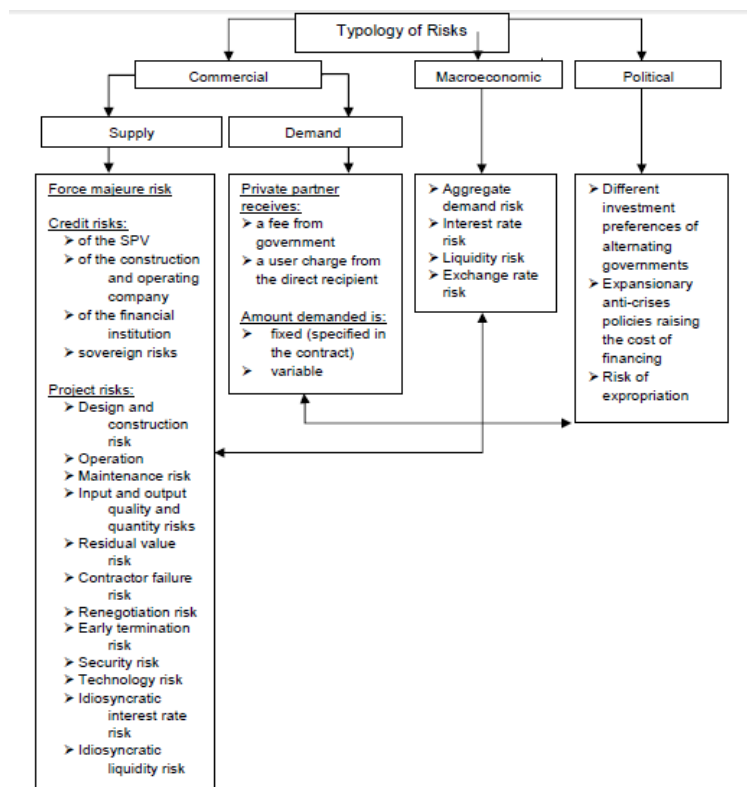 Typology of Risks
Commercial
Macroeconomic
Political
Supply
Demand
Force majeure risk
Credit risks:
➤ of the SPV
➤ of the construction
and operating
company
➤ of the financial
institution
➤ sovereign risks
Project risks:
➤ Design and
construction
risk
➤ Operation
➤ Maintenance risk
➤ Input and output
quality and
quantity risks
➤ Residual value
risk
➤ Contractor failure
risk
➤ Renegotiation risk
➤ Early termination
risk
➤ Security risk
➤ Technology risk
➤ Idiosyncratic
interest rate
risk
➤ Idiosyncratic
liquidity risk
Private partner
receives:
➤ a fee from
government
➤ a user charge from
the direct recipient
Amount demanded is:
➤ fixed (specified in
the contract)
➤ variable
➤ Aggregate
demand risk
➤ Interest rate
risk
➤ Liquidity risk
➤ Exchange rate
risk
➤ Different
investment
preferences of
alternating
governments
➤ Expansionary
anti-crises
policies raising
the cost of
financing
➤ Risk of
expropriation